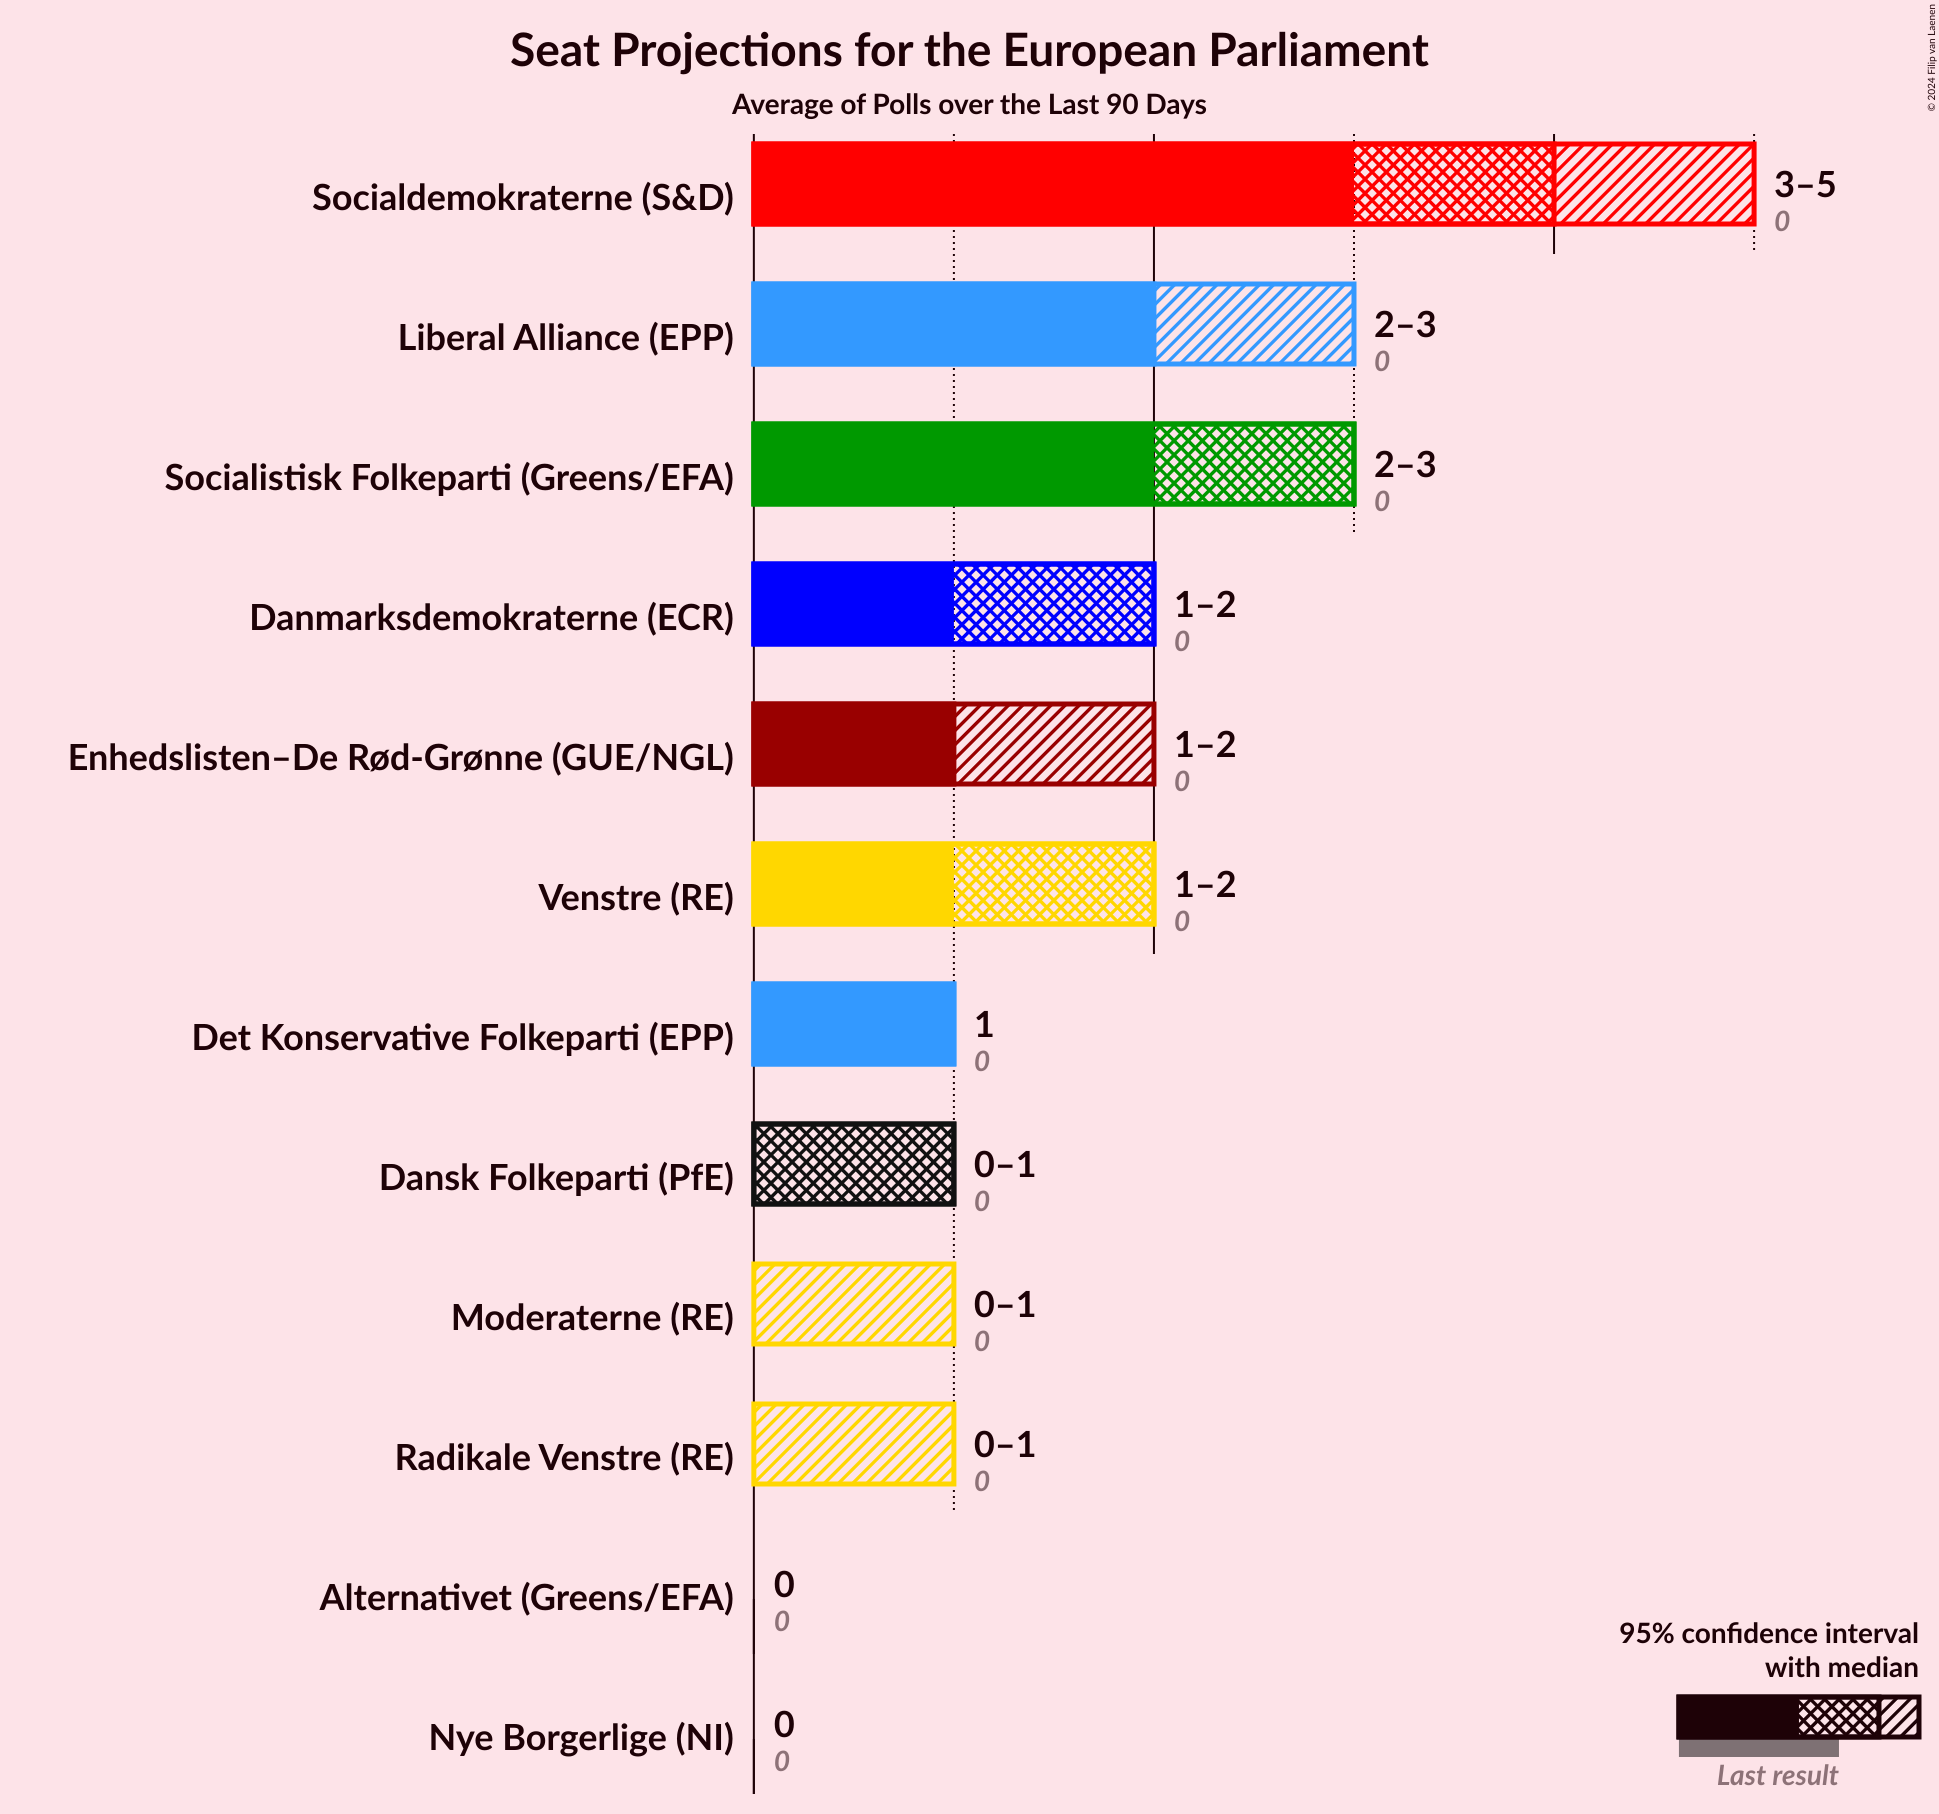 Seat Projections for the European Parliament
Average of Polls over the Last 90 Days
© 2024 Filip van Laenen
Socialdemokraterne (S&D)
3–5
0
Liberal Alliance (EPP)
2–3
0
Socialistisk Folkeparti (Greens/EFA)
2–3
0
Danmarksdemokraterne (ECR)
1–2
0
Enhedslisten–De Rød-Grønne (GUE/NGL)
1–2
0
Venstre (RE)
1–2
0
Det Konservative Folkeparti (EPP)
1
0
Dansk Folkeparti (PfE)
0–1
0
Moderaterne (RE)
0–1
0
Radikale Venstre (RE)
0–1
0
Alternativet (Greens/EFA)
0
0
Nye Borgerlige (NI)
0
0
95% confidence interval
with median
Last result